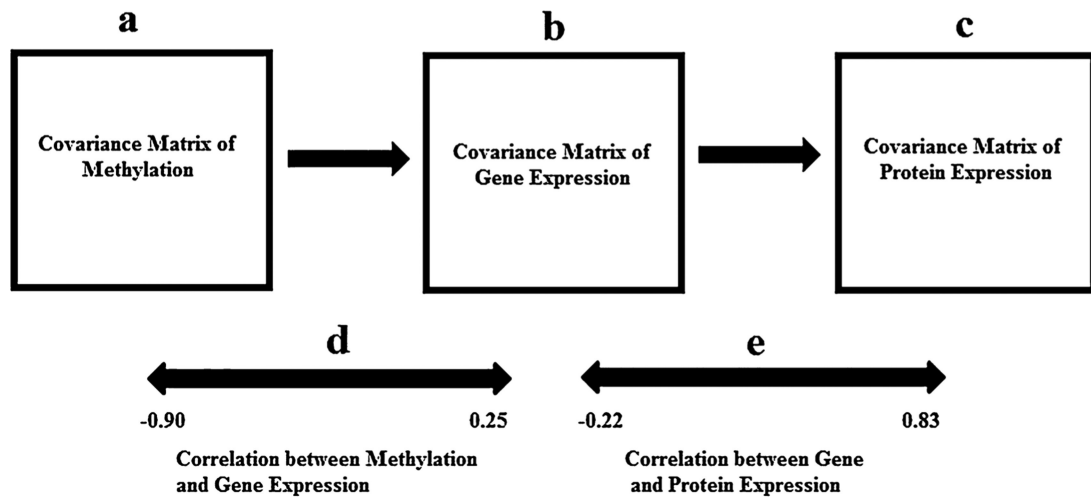 a
b
c
Covariance Matrix of
Methylation
Covariance Matrix of
Gene Expression
Covariance Matrix of
Protein Expression
d
e
-0.90
0.25
-0.22
0.83
Correlation between Methylation
and Gene Expression
Correlation between Gene
and Protein Expression